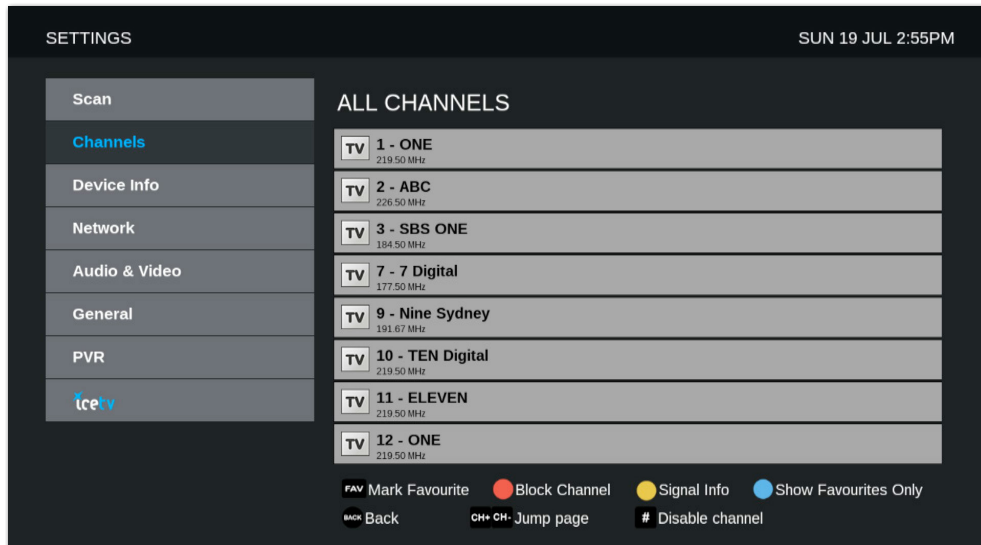 SETTINGS
SUN 19 JUL 2:55PM
Scan
Channels
Device Info
Network
Audio & Video
General
PVR
icetv
ALL CHANNELS
TV 1 - ONE
219.50 MHz
TV 2 - ABC
226.50 MHz
TV 3 - SBS ONE
184.50 MHz
TV 7 - 7 Digital
177.50 MHz
TV 9 - Nine Sydney
191.67 MHz
TV 10 - TEN Digital
219.50 MHz
TV 11 - ELEVEN
219.50 MHz
TV 12 - ONE
219.50 MHz
FAV Mark Favourite Block Channel Signal Info Show Favourites Only
BACK Back CH+ CH- Jump page # Disable channel